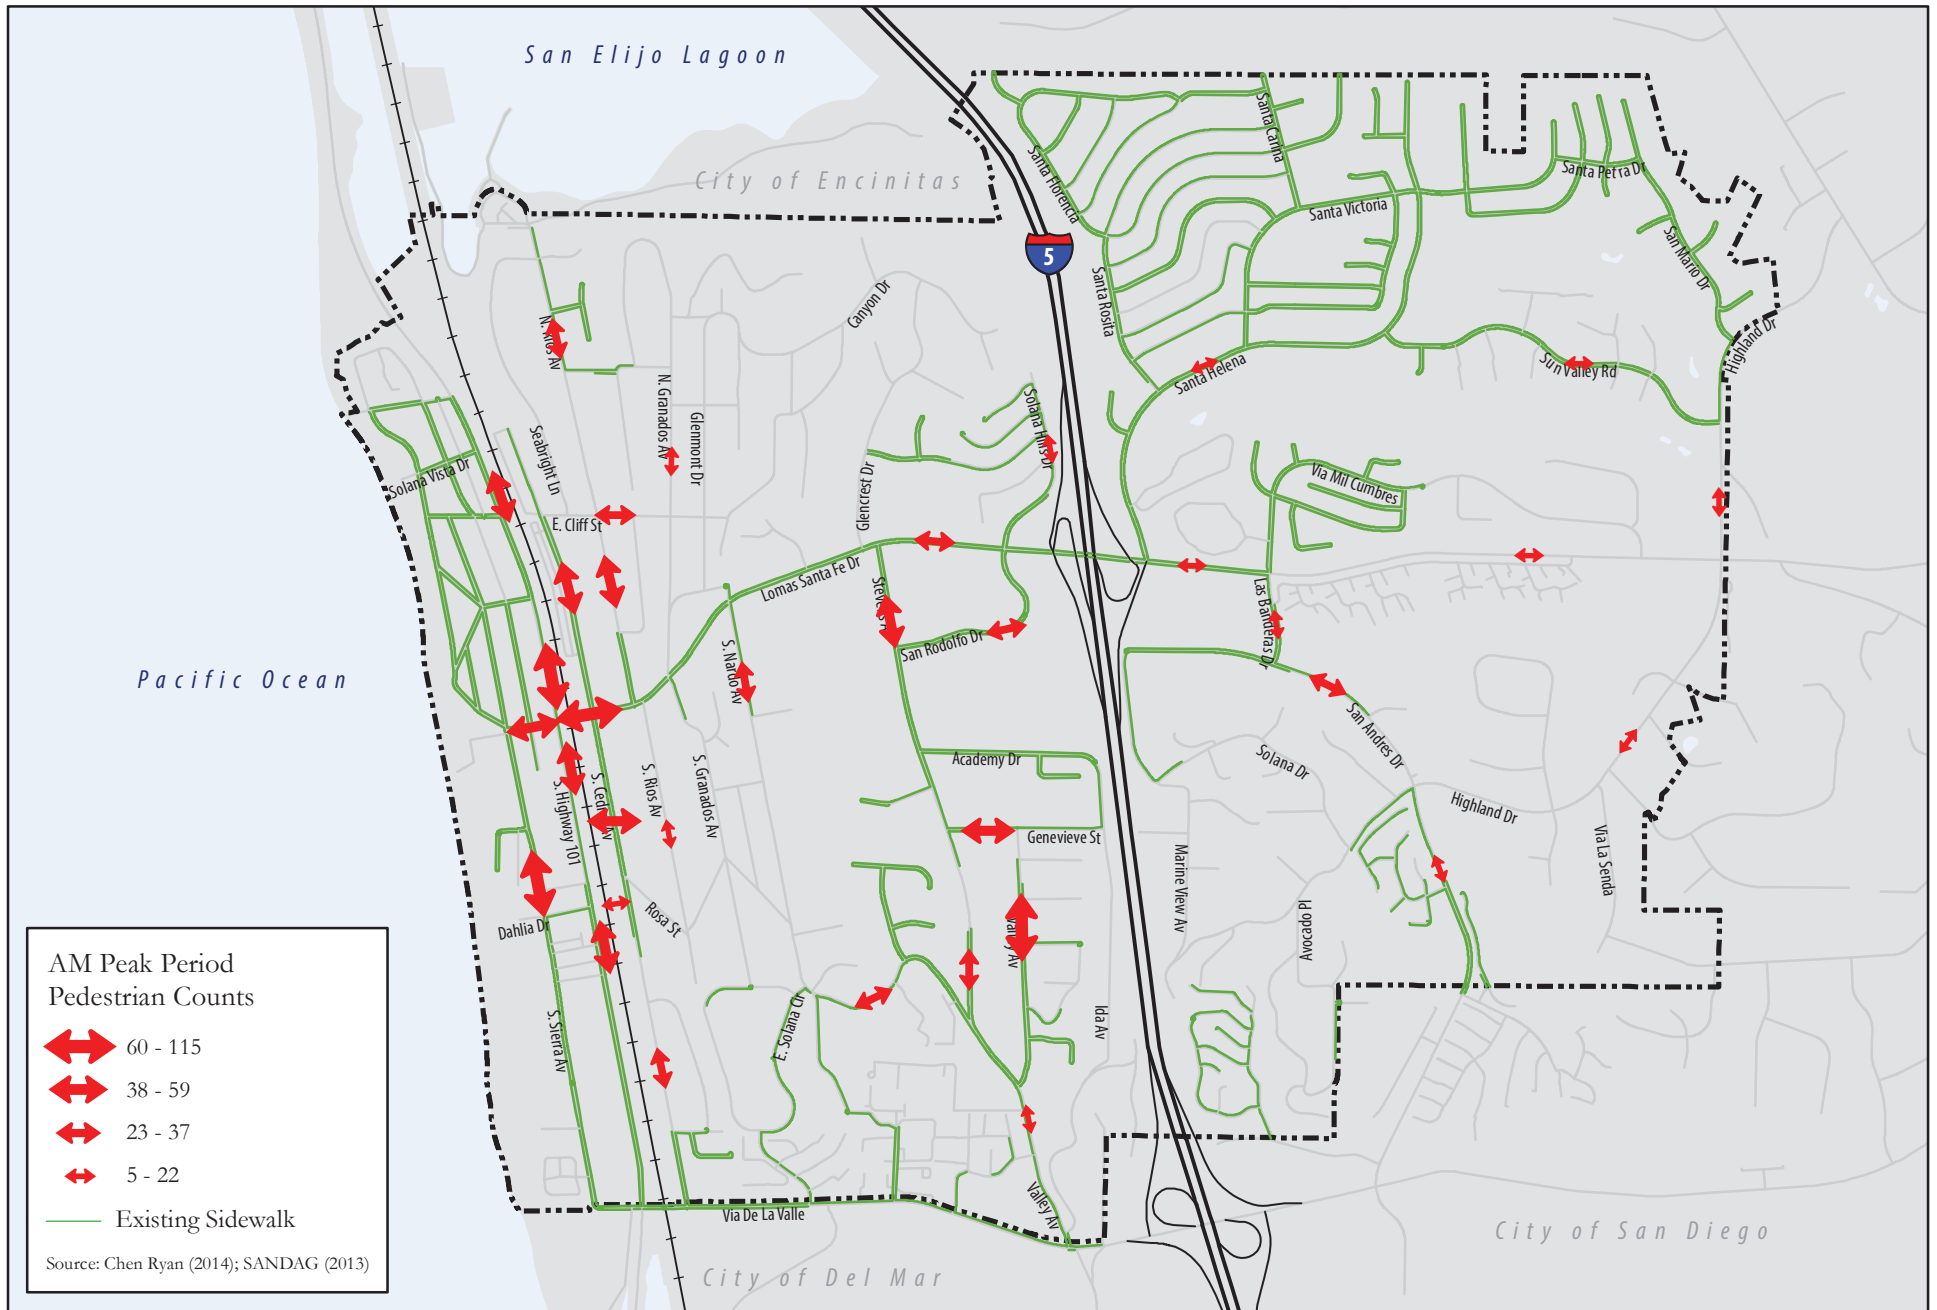 San Elijo Lagoon
City of Encinitas
5
Santa Florencia
Santa Carina
Santa Petra Dr
Santa Victoria
San Mario Dr
Highland Dr
Santa Rosita
Canyon Dr
N. Rios Av
Santa Helena
Sun Valley Rd
N. Granados Av
Glenmont Dr
Solana Hills Dr
Seabright Ln
Solana Vista Dr
Glencrest Dr
Via Mil Cumbres
E. Cliff St
Lomas Santa Fe Dr
Stevens A
Las Banderas Dr
San Rodolfo Dr
S. Nardo Av
Pacific Ocean
San Andres Dr
Solana Dr
Academy Dr
S. Rios Av
S. Granados Av
S. Cedros Av
S. Highway 101
Highland Dr
Genevieve St
Marine View Av
Via La Senda
Avocado Pl
Rosa St
Dahlia Dr
Valley Av
S. Sierra Av
E. Solana Cir
Ida Av
Valley Av
Via De La Valle
City of San Diego
City of Del Mar
AM Peak Period
Pedestrian Counts
60 - 115
38 - 59
23 - 37
5 - 22
Existing Sidewalk
Source: Chen Ryan (2014); SANDAG (2013)